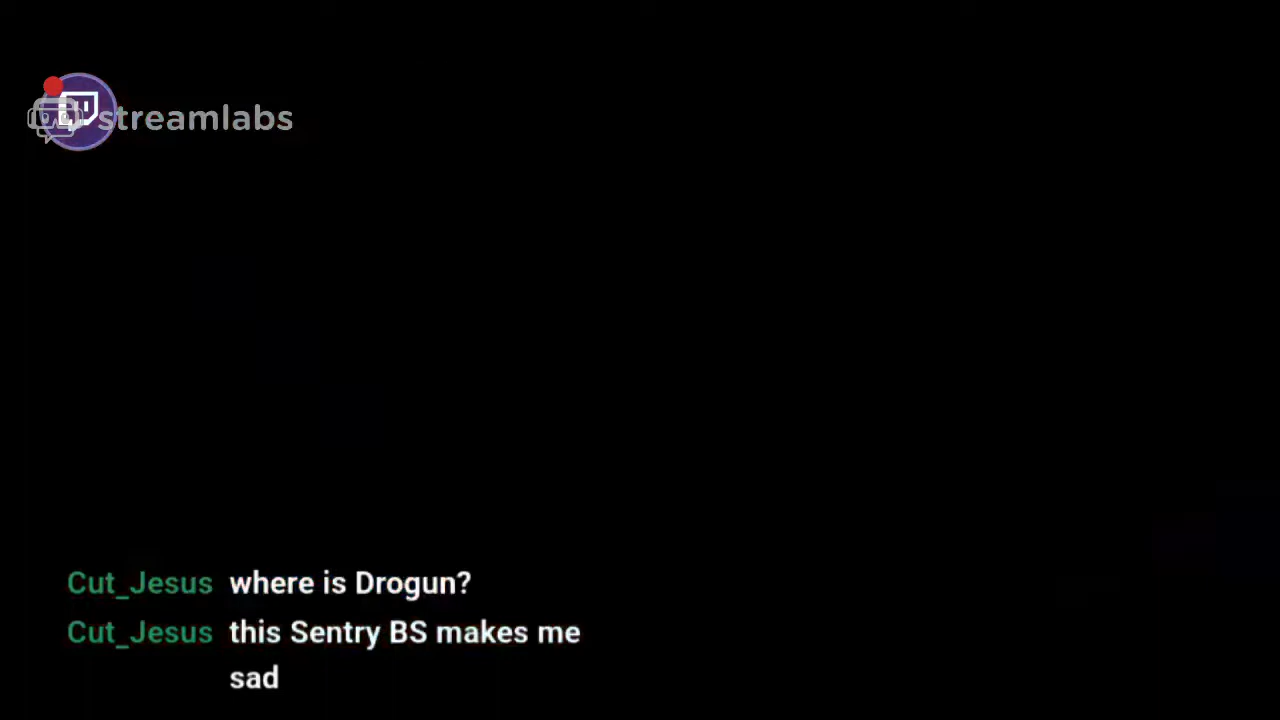 streamlabs
Cut_Jesus where is Drogun?
Cut_Jesus this Sentry BS makes me
sad